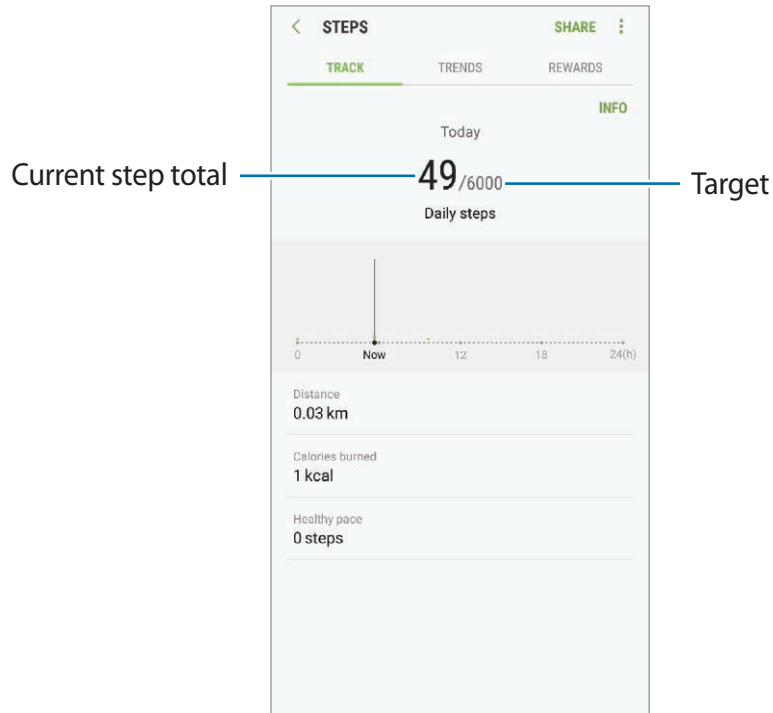 STEPS SHARE
TRACK TRENDS REWARDS
INFO
Today
Current step total 49/6000 Target
Daily steps
0 Now 12 18 24(h)
Distance
0.03 km
Calories burned
1 kcal
Healthy pace
0 steps